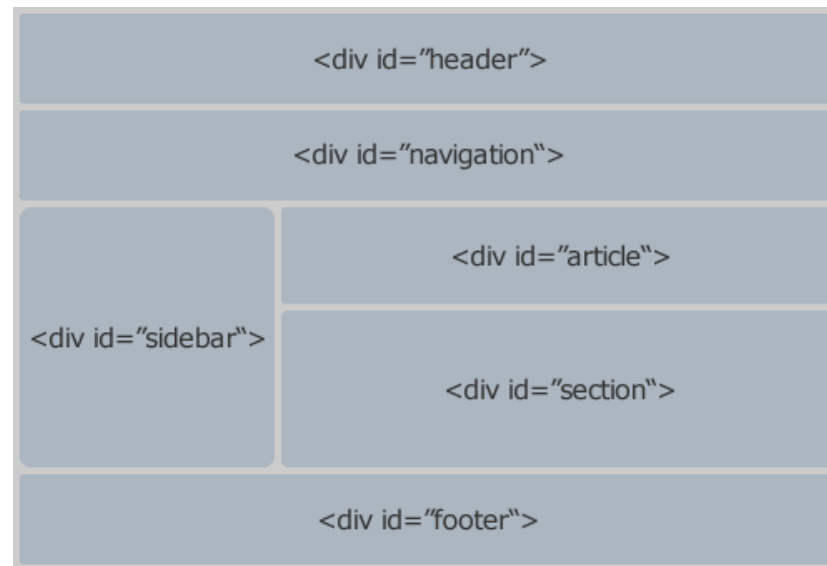 <div id=”header”>
<div id=”navigation“>
<div id=”article“>
<div id=”sidebar“>
<div id=”section“>
<div id=”footer“>